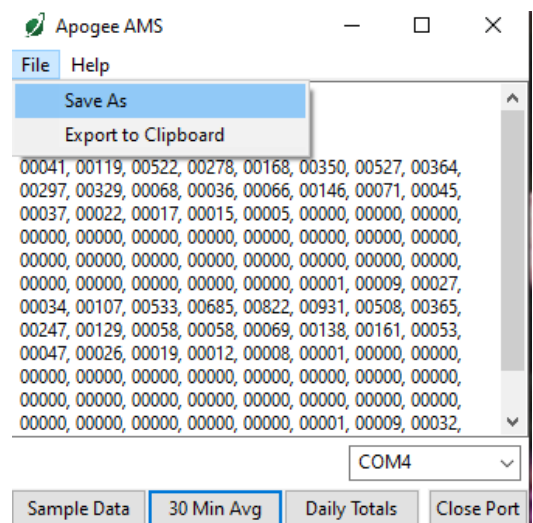 Apogee AMS
File Help
Save As
Export to Clipboard
00041, 00119, 00522, 00278, 00168, 00350, 00527, 00364,
00297, 00329, 00068, 00036, 00066, 00146, 00071, 00045,
00037, 00022, 00017, 00015, 00005, 00000, 00000, 00000,
00000, 00000, 00000, 00000, 00000, 00000, 00000, 00000,
00000, 00000, 00000, 00000, 00000, 00000, 00000, 00000,
00000, 00000, 00000, 00000, 00000, 00001, 00009, 00027,
00034, 00107, 00533, 00685, 00822, 00931, 00508, 00365,
00247, 00129, 00058, 00058, 00069, 00138, 00161, 00053,
00047, 00026, 00019, 00012, 00008, 00001, 00000, 00000,
00000, 00000, 00000, 00000, 00000, 00000, 00000, 00000,
00000, 00000, 00000, 00000, 00000, 00000, 00000, 00000,
00000, 00000, 00000, 00000, 00000, 00001, 00009, 00032,
COM4
Sample Data 30 Min Avg Daily Totals Close Port